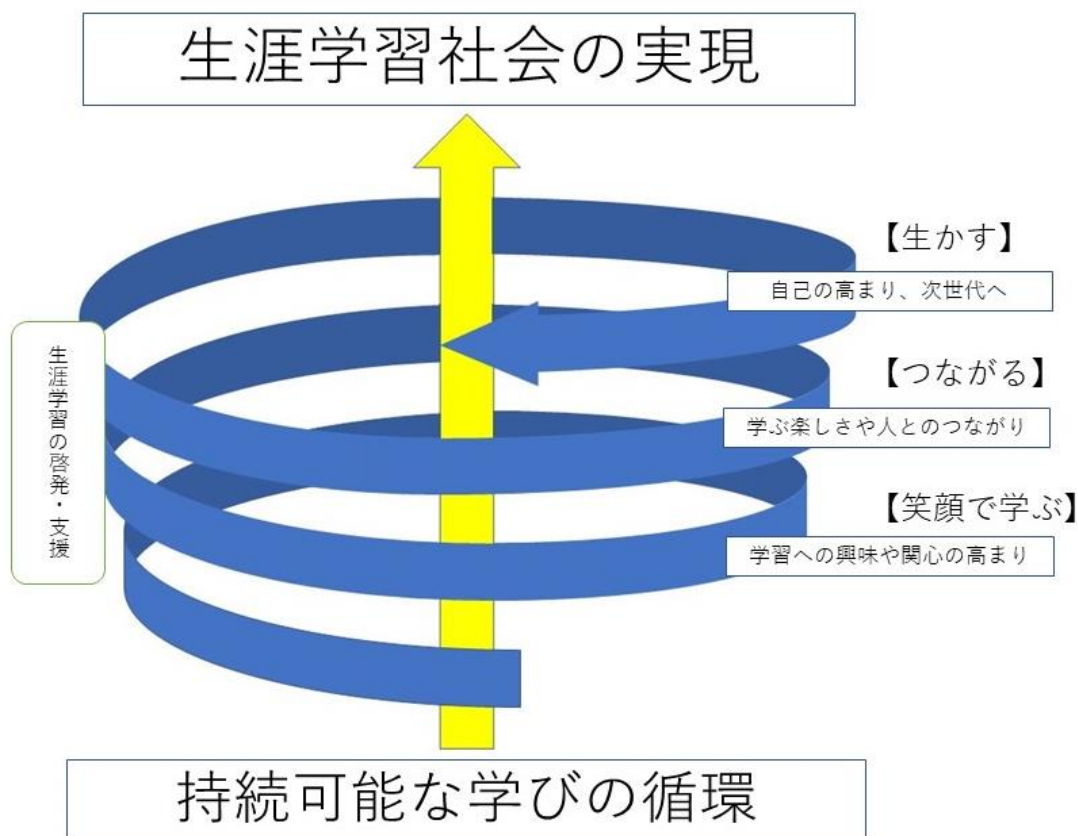 生涯学習社会の実現
【生かす】
自己の高まり、次世代へ
【つながる】
学ぶ楽しさや人とのつながり
【笑顔で学ぶ】
学習への興味や関心の高まり
生涯学習の啓発・支援
持続可能な学びの循環